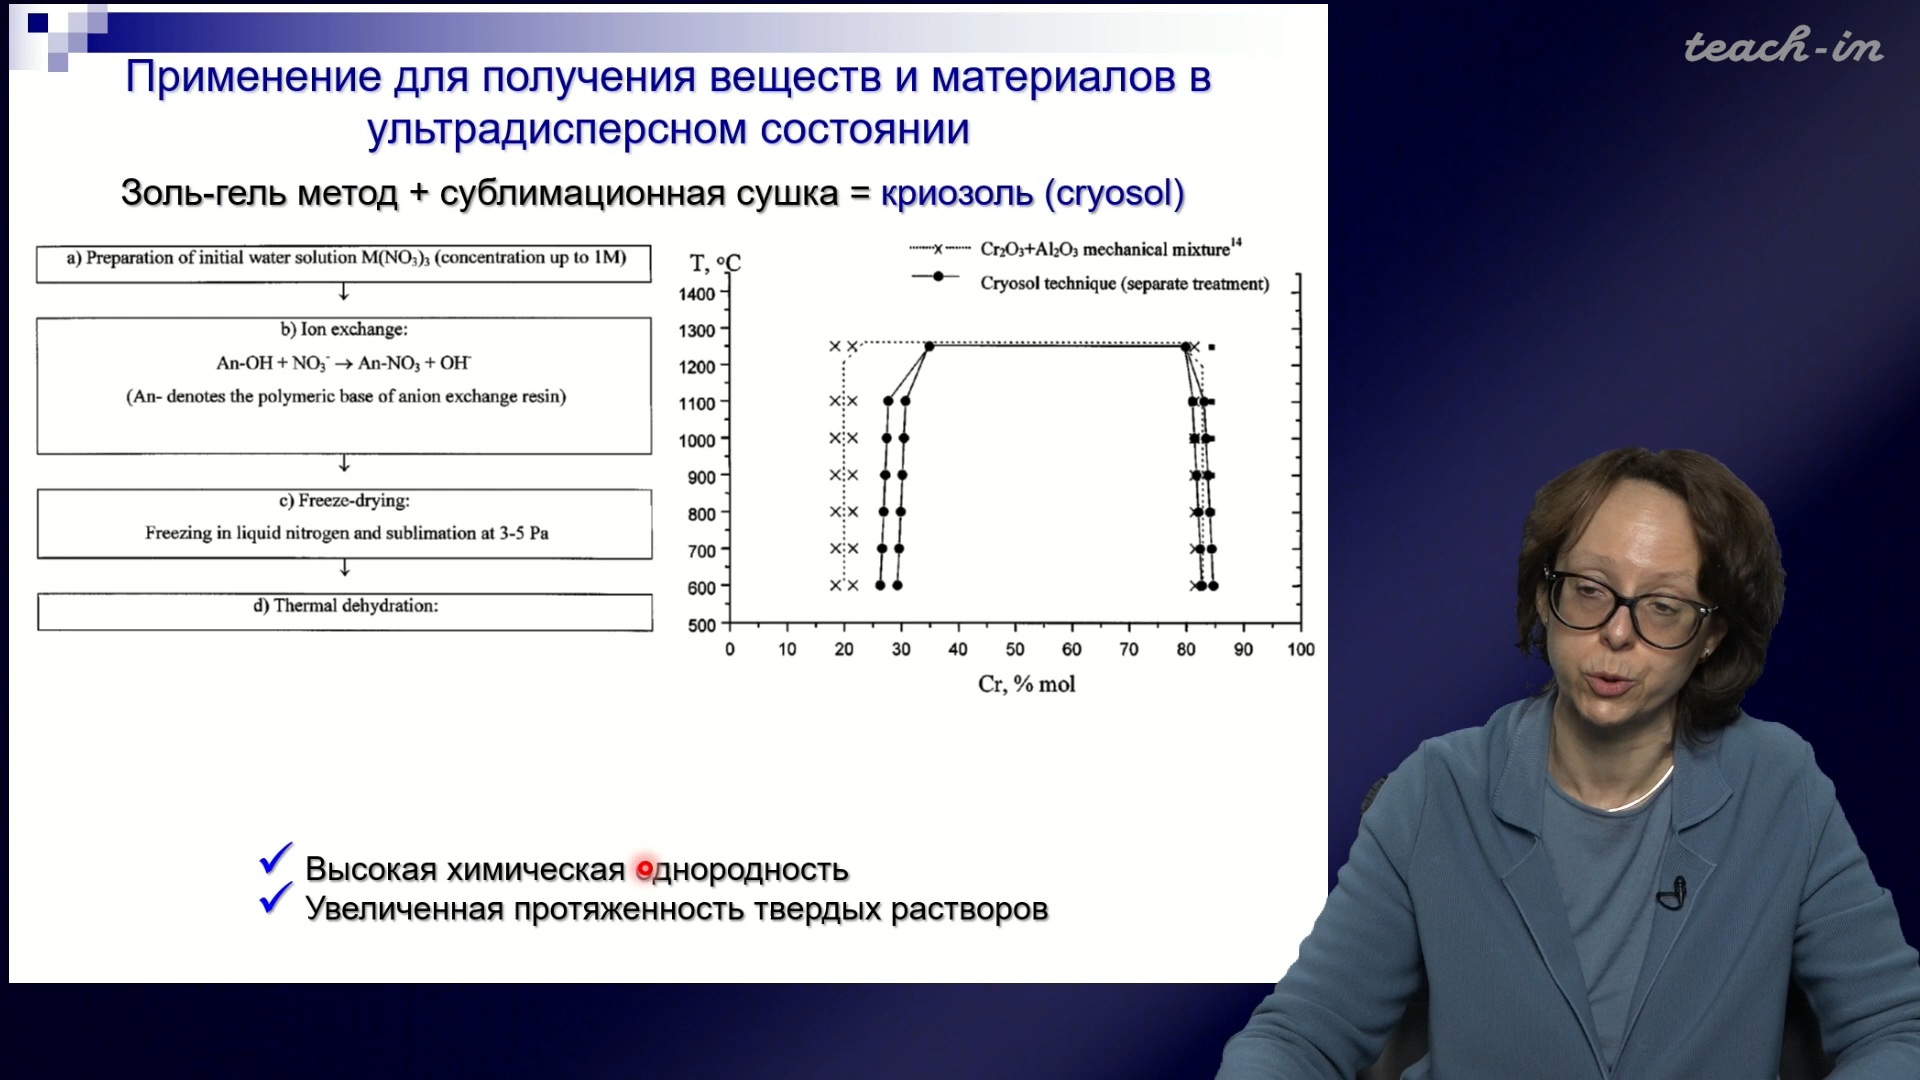 teach-in
Применение для получения веществ и материалов в
ультрадисперсном состоянии
Золь-гель метод + сублимационная сушка = криозоль (cryosol)
a) Preparation of initial water solution M(NO₃)₃ (concentration up to 1M)
b) Ion exchange:
An-OH + NO₃⁻ → An-NO₃ + OH⁻
(An- denotes the polymeric base of anion exchange resin)
c) Freeze-drying:
Freezing in liquid nitrogen and sublimation at 3-5 Pa
d) Thermal dehydration:
Cr₂O₃+Al₂O₃ mechanical mixture¹⁴
Cryosol technique (separate treatment)
T, °C
1400
1300
1200
1100
1000
900
800
700
600
500
0 10 20 30 40 50 60 70 80 90 100
Cr, % mol
Высокая химическая однородность
Увеличенная протяженность твердых растворов